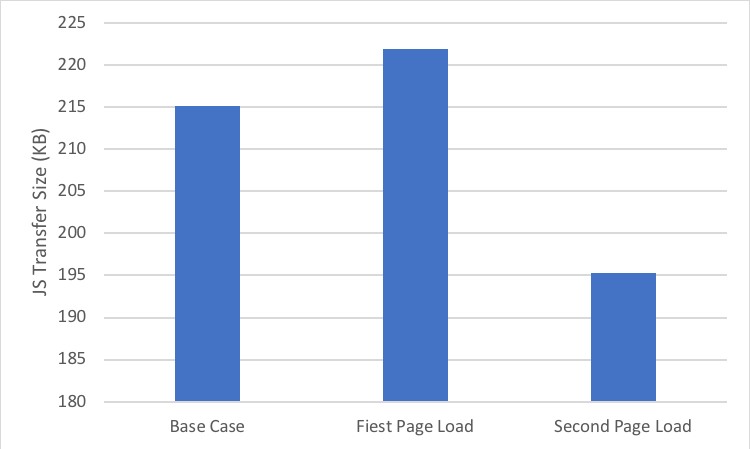 JS Transfer Size (KB)
225
220
215
210
205
200
195
190
185
180
Base Case
Fiest Page Load
Second Page Load